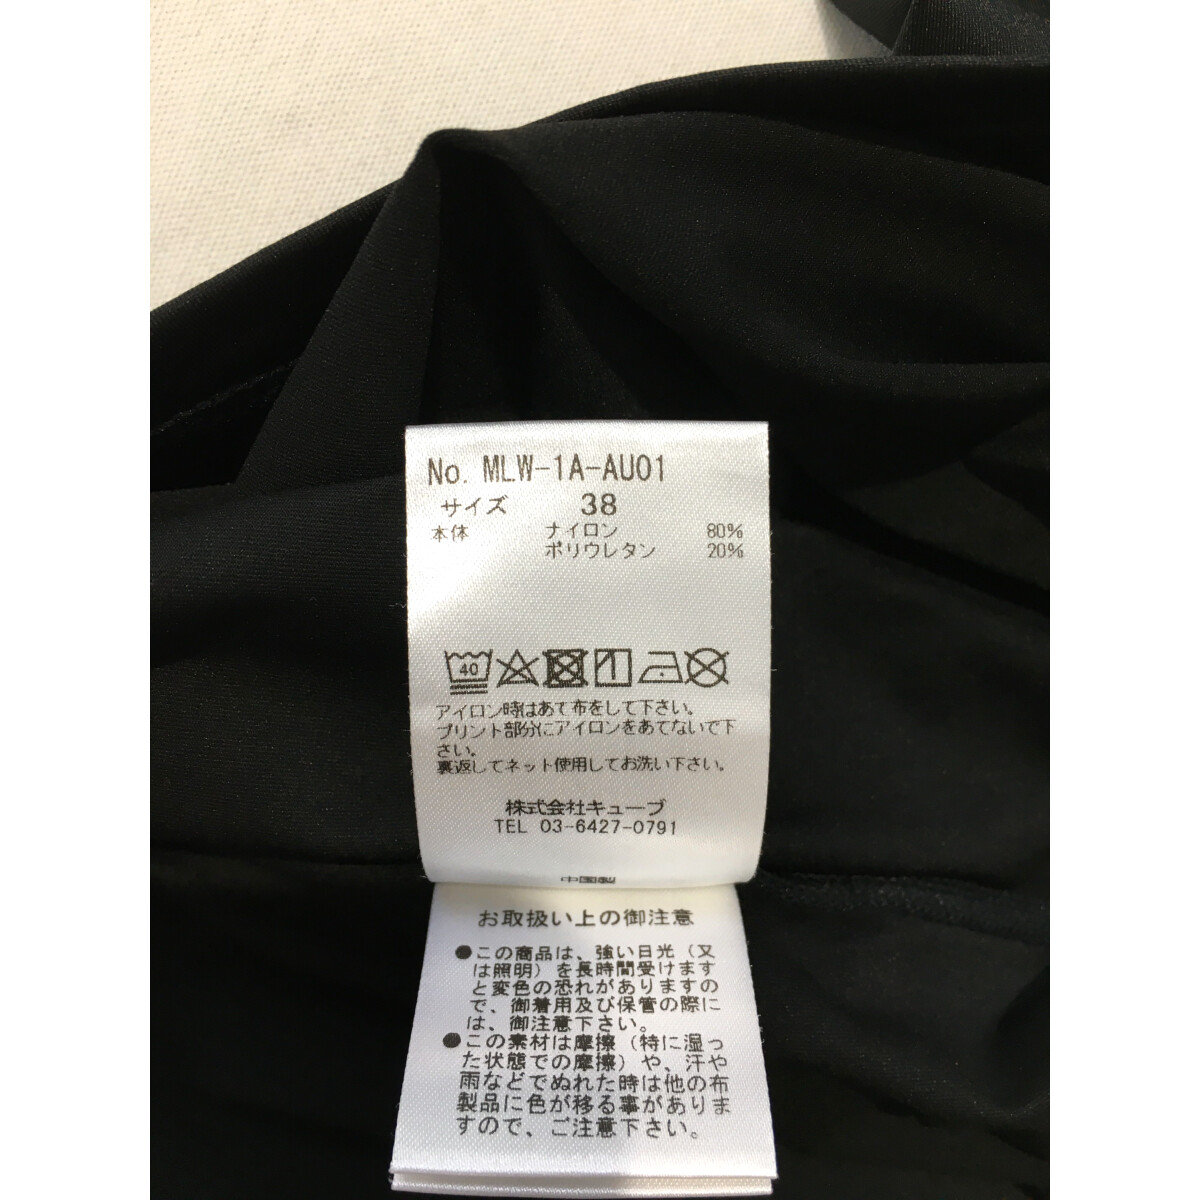 No. MLW-1A-AU01
サイズ 38
本体 ナイロン 80%
ポリウレタン 20%
40
アイロン時はあて布をして下さい。
プリント部分にアイロンをあてないで下
さい。
裏返してネット使用してお洗い下さい。
株式会社キューブ
TEL 03-6427-0791
中国製
お取扱い上の御注意
●この商品は、強い日光（又
は照明）を長時間受けます
と変色の恐れがありますの
で、御着用及び保管の際に
は、御注意下さい。
●この素材は摩擦（特に湿っ
た状態での摩擦）や、汗や
雨などでぬれた時は他の布
製品に色が移る事がありま
すので、ご注意下さい。